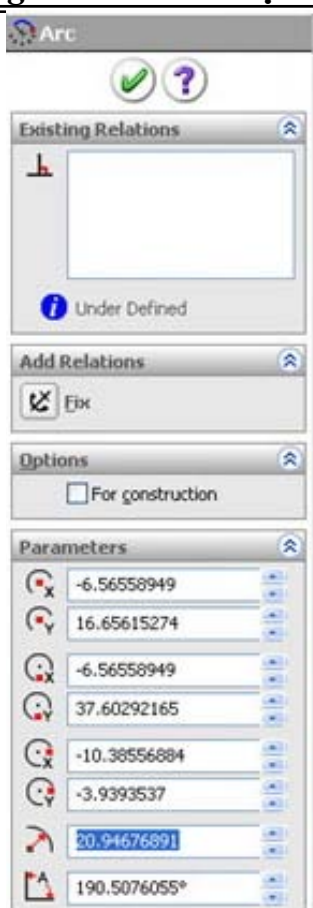 Arc
Existing Relations
Under Defined
Add Relations
Fix
Options
For construction
Parameters
-6.56558949
16.65615274
-6.56558949
37.60292165
-10.38556884
-3.9393537
20.94676891
190.5076055°